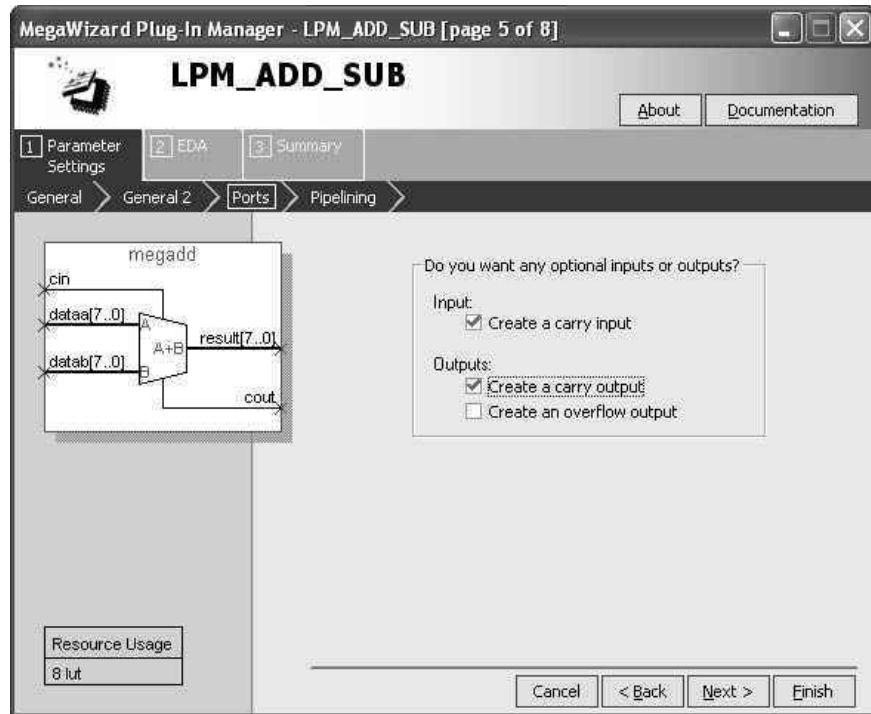 MegaWizard Plug-In Manager - LPM_ADD_SUB [page 5 of 8]
LPM_ADD_SUB
About
Documentation
1 Parameter Settings
2 EDA
3 Summary
General
General 2
Ports
Pipelining
megadd
cin
dataa[7..0]
A
A+B
result[7..0]
datab[7..0]
B
cout
Do you want any optional inputs or outputs?
Input:
Create a carry input
Outputs:
Create a carry output
Create an overflow output
Resource Usage
8 lut
Cancel
< Back
Next >
Finish